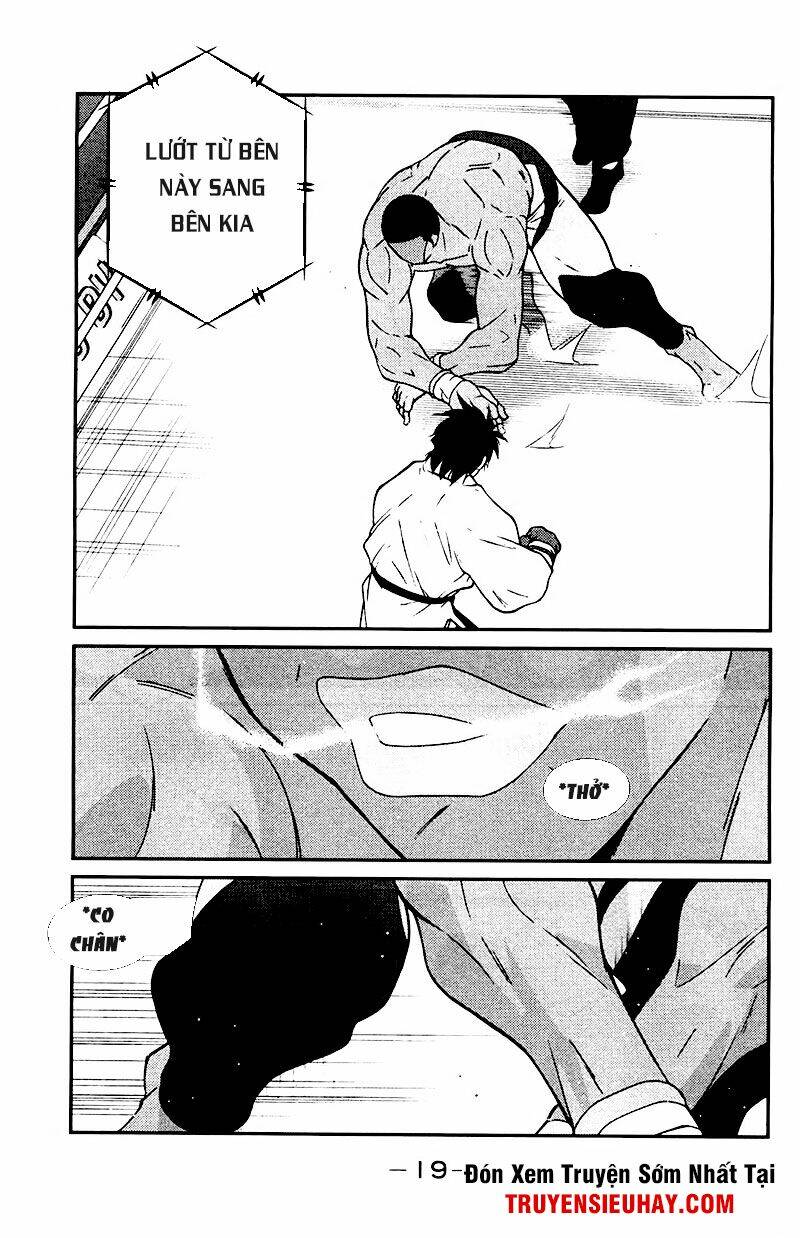 LƯỚT TỪ BÊN
NÀY SANG
BÊN KIA
*THỞ*
*CO
CHÂN*
-19-
Đón Xem Truyện Sớm Nhất Tại
TRUYENSIEUHAY.COM